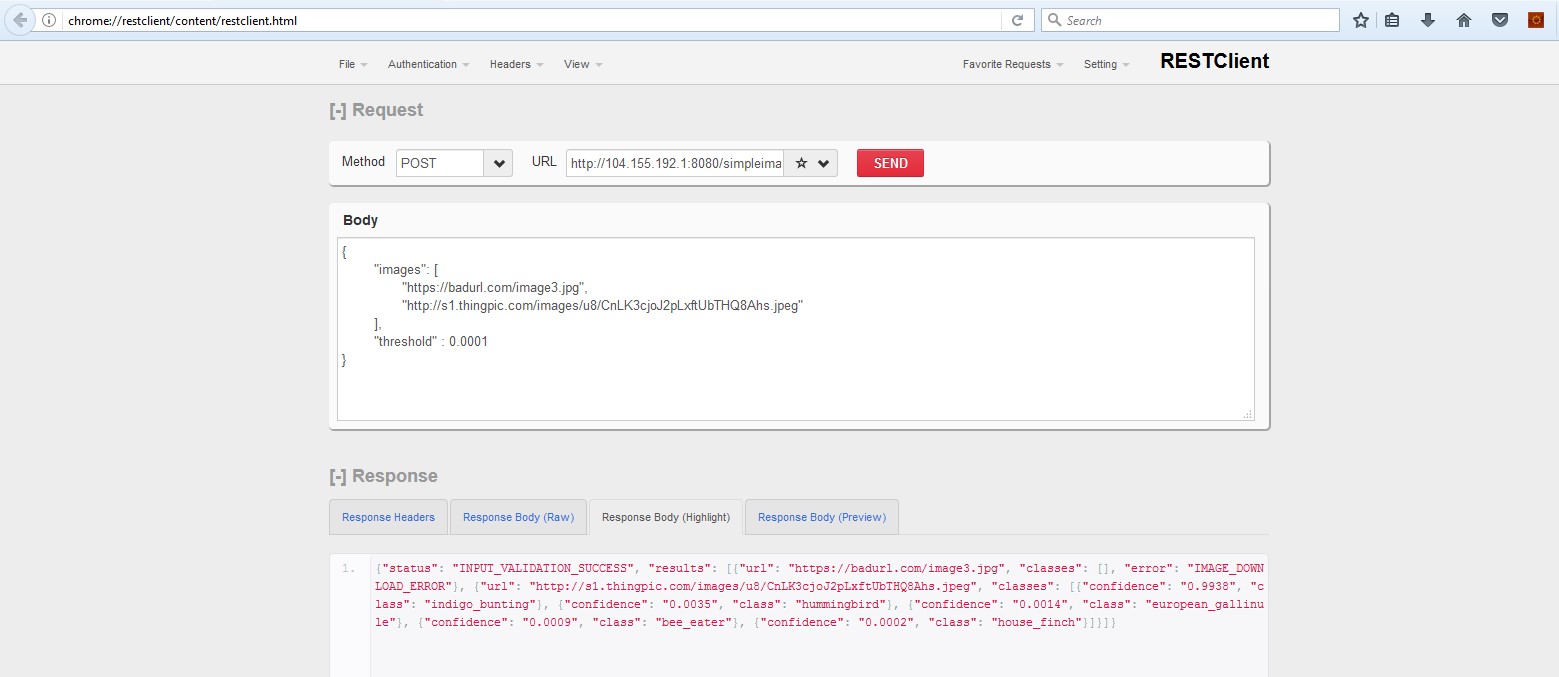 chrome://restclient/content/restclient.html
Search
File Authentication Headers View Favorite Requests Setting RESTClient
[-] Request
Method POST URL http://104.155.192.1:8080/simpleima SEND
Body
{
"images": [
"https://badurl.com/image3.jpg",
"http://s1.thingpic.com/images/u8/CnLK3cjoJ2pLxftUbTHQ8Ahs.jpeg"
],
"threshold" : 0.0001
}
[-] Response
Response Headers Response Body (Raw) Response Body (Highlight) Response Body (Preview)
1. {"status": "INPUT_VALIDATION_SUCCESS", "results": [{"url": "https://badurl.com/image3.jpg", "classes": [], "error": "IMAGE_DOWN
LOAD_ERROR"}, {"url": "http://s1.thingpic.com/images/u8/CnLK3cjoJ2pLxftUbTHQ8Ahs.jpeg", "classes": [{"confidence": "0.9938", "c
lass": "indigo_bunting"}, {"confidence": "0.0035", "class": "hummingbird"}, {"confidence": "0.0014", "class": "european_gallinu
le"}, {"confidence": "0.0009", "class": "bee_eater"}, {"confidence": "0.0002", "class": "house_finch"}]}]}